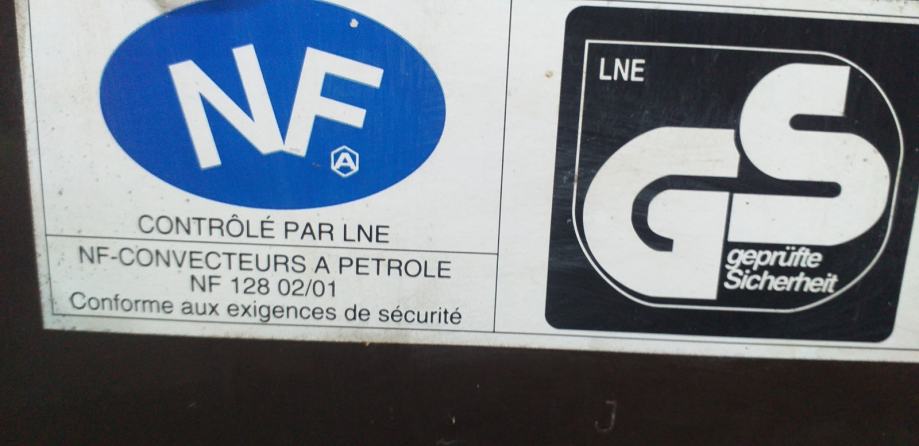 NF
A
CONTRÔLÉ PAR LNE
NF-CONVECTEURS A PETROLE
NF 128 02/01
Conforme aux exigences de sécurité
LNE
GS
geprüfte
Sicherheit